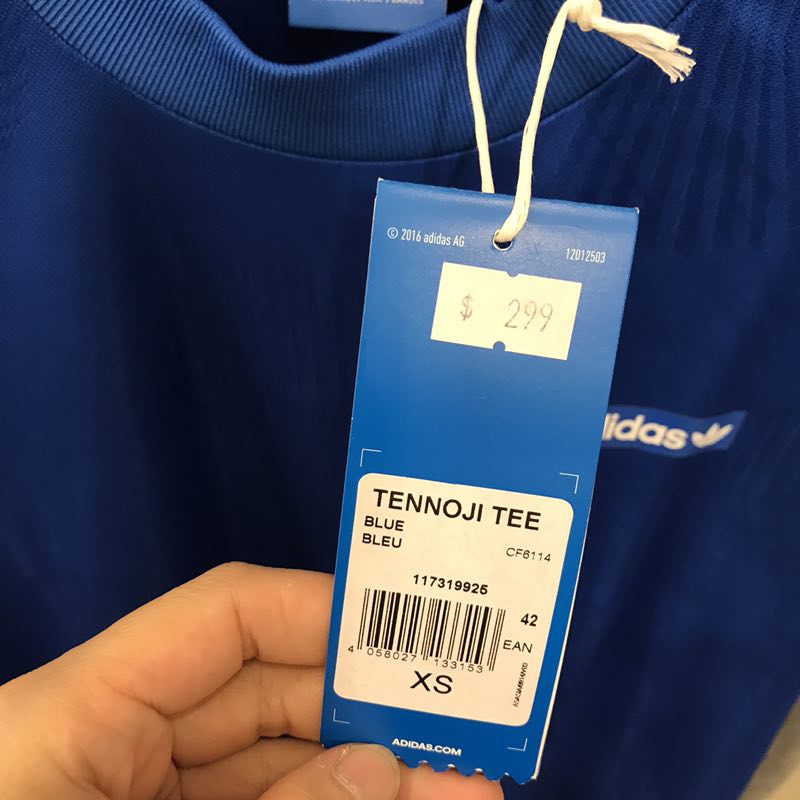 © 2016 adidas AG.
12012503
$ 299
adidas
TENNOJI TEE
BLUE
BLEU
CF6114
117319925
42
EAN
4 058027 133153
XS
ADIDAS.COM